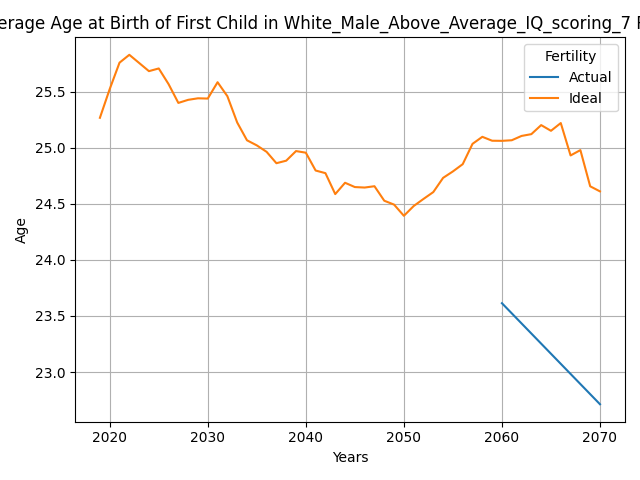 erage Age at Birth of First Child in White_Male_Above_Average_IQ_scoring_7
Fertility
Actual
Ideal
25.5
25.0
24.5
24.0
23.5
23.0
Age
2020 2030 2040 2050 2060 2070
Years